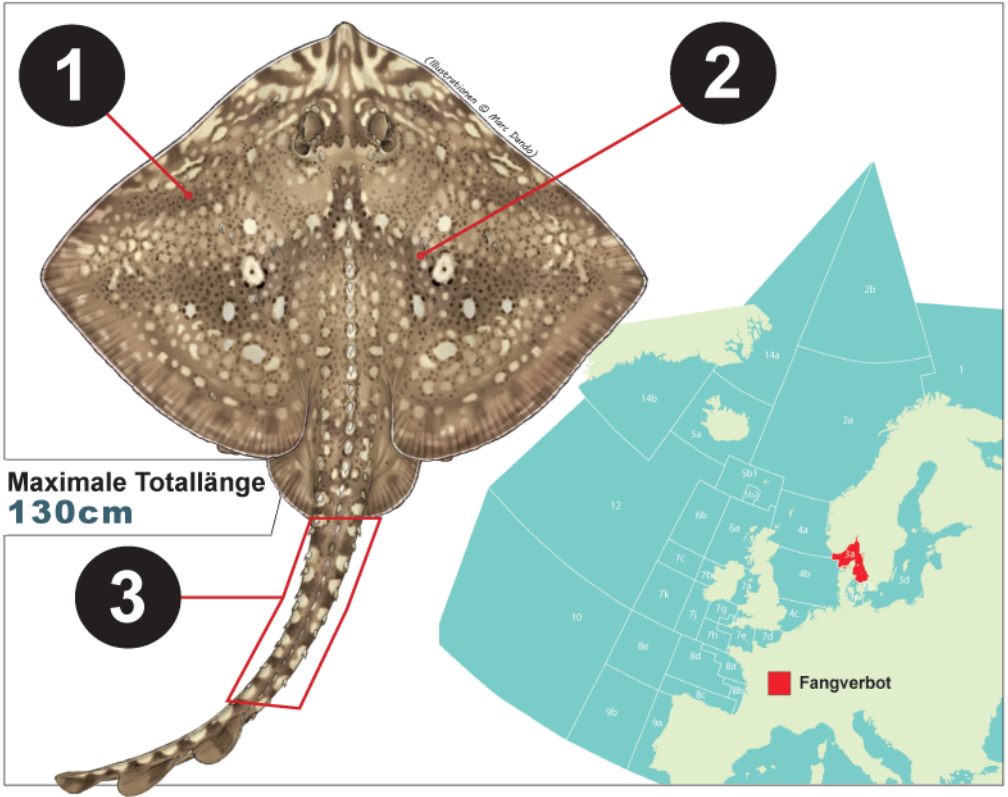 1
2
(Illustrationen © Marc Dando)
2b
14a
1
14b
2a
5a
5b1
5b2
12
6b
6a
4a
3a
7c
7b
7a
4b
3d
7k
7j
7g
4c
10
7h
7e
7d
8e
8d
8a
8c
8b
9b
9a
Maximale Totallänge
130cm
3
Fangverbot